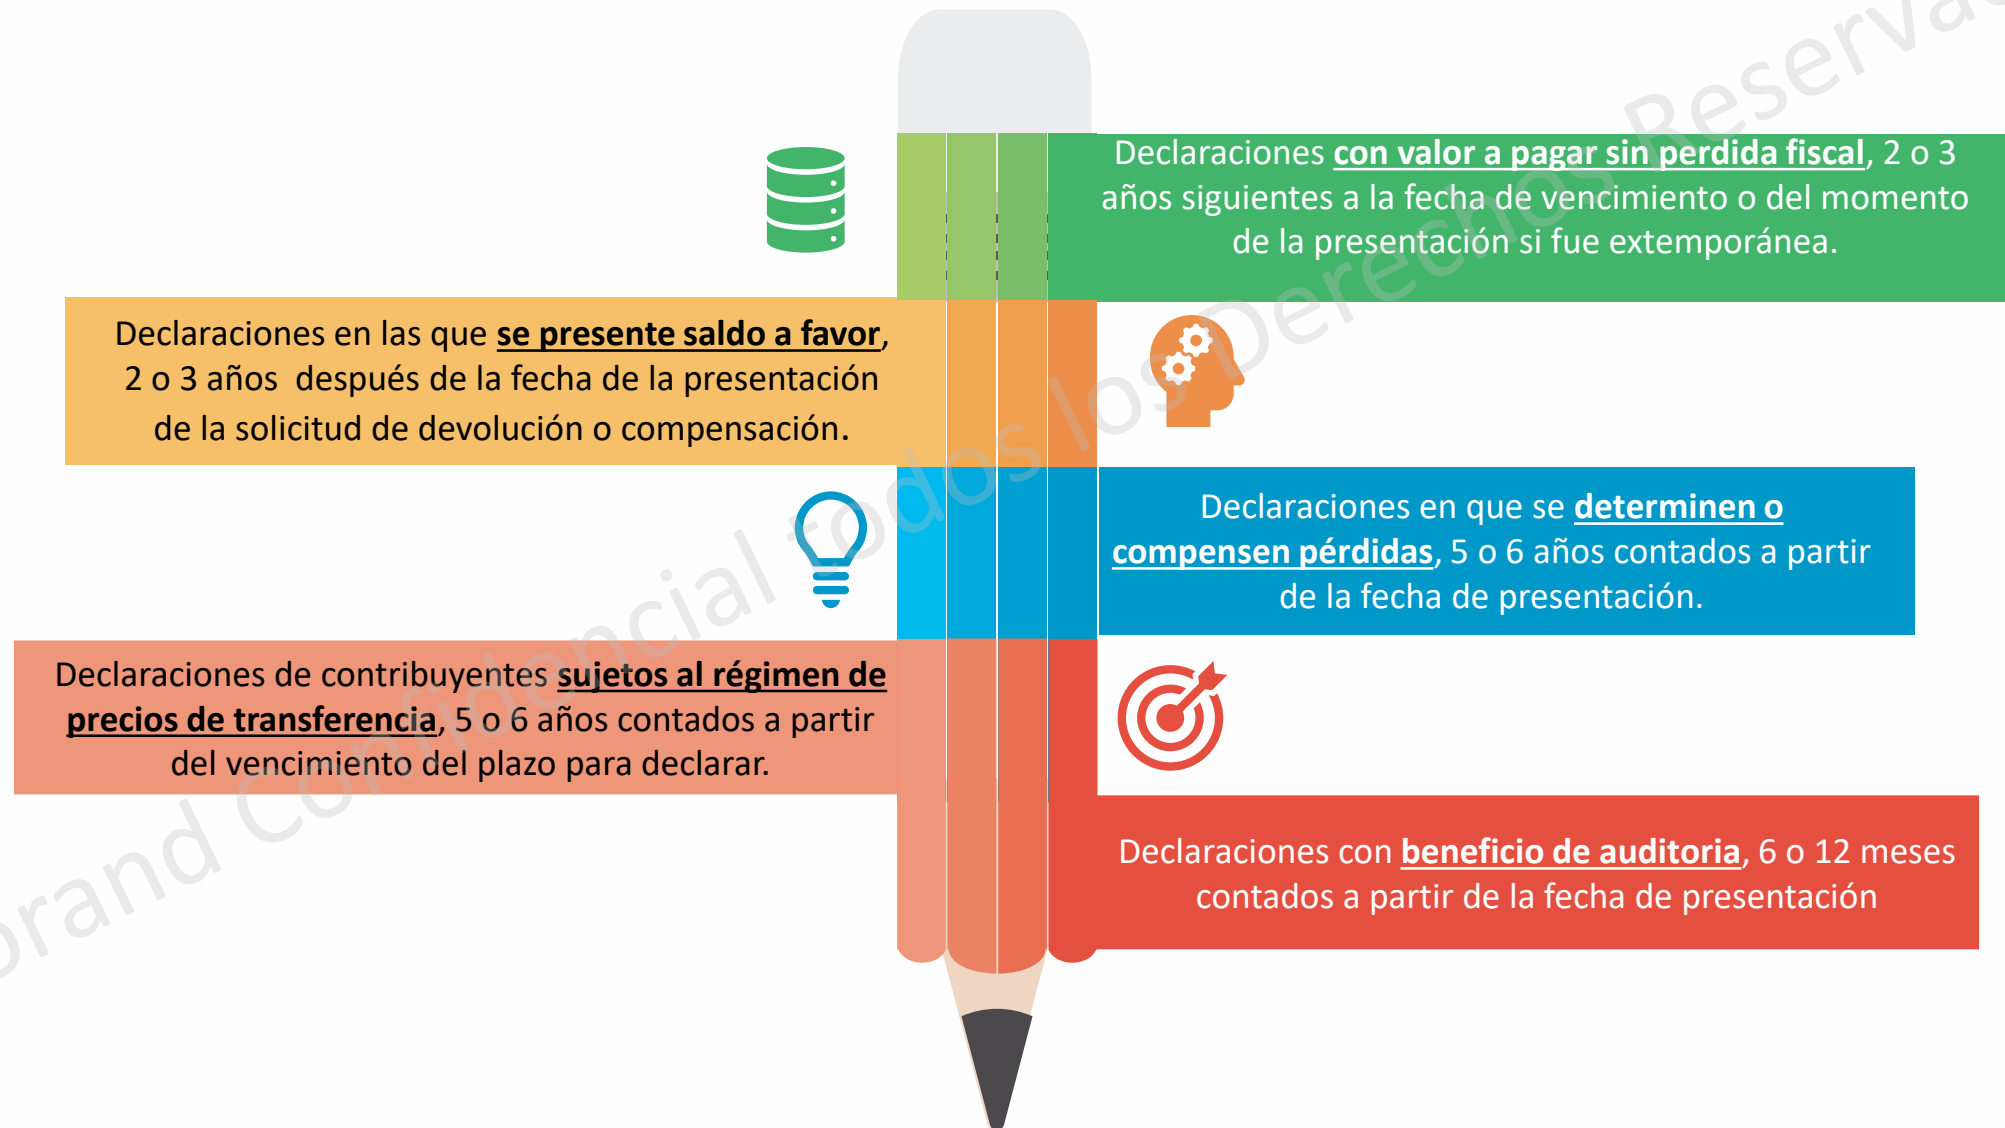 Declaraciones con valor a pagar sin perdida fiscal, 2 o 3
años siguientes a la fecha de vencimiento o del momento
de la presentación si fue extemporánea.
Declaraciones en las que se presente saldo a favor,
2 o 3 años después de la fecha de la presentación
de la solicitud de devolución o compensación.
Declaraciones en que se determinen o
compensen pérdidas, 5 o 6 años contados a partir
de la fecha de presentación.
Declaraciones de contribuyentes sujetos al régimen de
precios de transferencia, 5 o 6 años contados a partir
del vencimiento del plazo para declarar.
Declaraciones con beneficio de auditoria, 6 o 12 meses
contados a partir de la fecha de presentación
Confidencial todos los Derechos